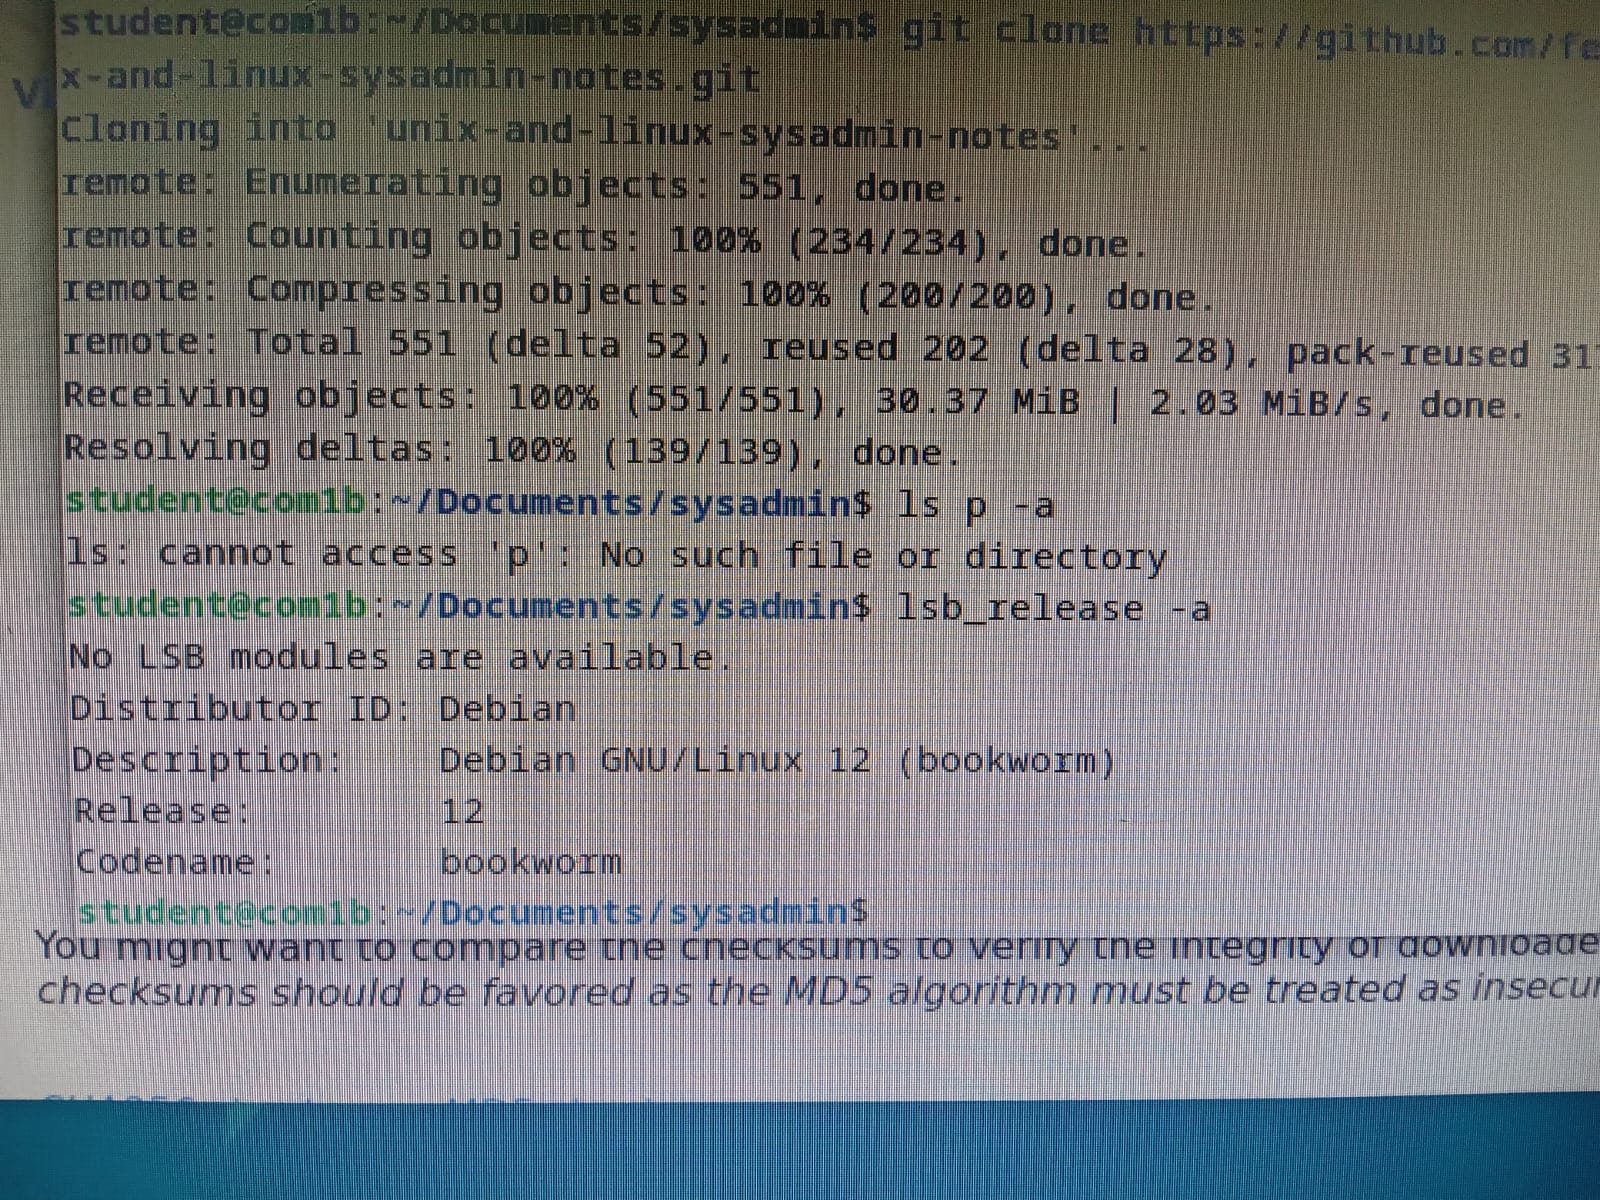 student@com1b:~/Documents/sysadmin$ git clone https://github.com/fe
x-and-linux-sysadmin-notes.git
Cloning into 'unix-and-linux-sysadmin-notes'...
remote: Enumerating objects: 551, done.
remote: Counting objects: 100% (234/234), done.
remote: Compressing objects: 100% (200/200), done.
remote: Total 551 (delta 52), reused 202 (delta 28), pack-reused 31
Receiving objects: 100% (551/551), 30.37 MiB | 2.03 MiB/s, done.
Resolving deltas: 100% (139/139), done.
student@com1b:~/Documents/sysadmin$ ls p -a
ls: cannot access 'p': No such file or directory
student@com1b:~/Documents/sysadmin$ lsb_release -a
No LSB modules are available.
Distributor ID: Debian
Description: Debian GNU/Linux 12 (bookworm)
Release: 12
Codename: bookworm
student@com1b:~/Documents/sysadmin$
You might want to compare the checksums to verify the integrity of downloade
checksums should be favored as the MD5 algorithm must be treated as insecur